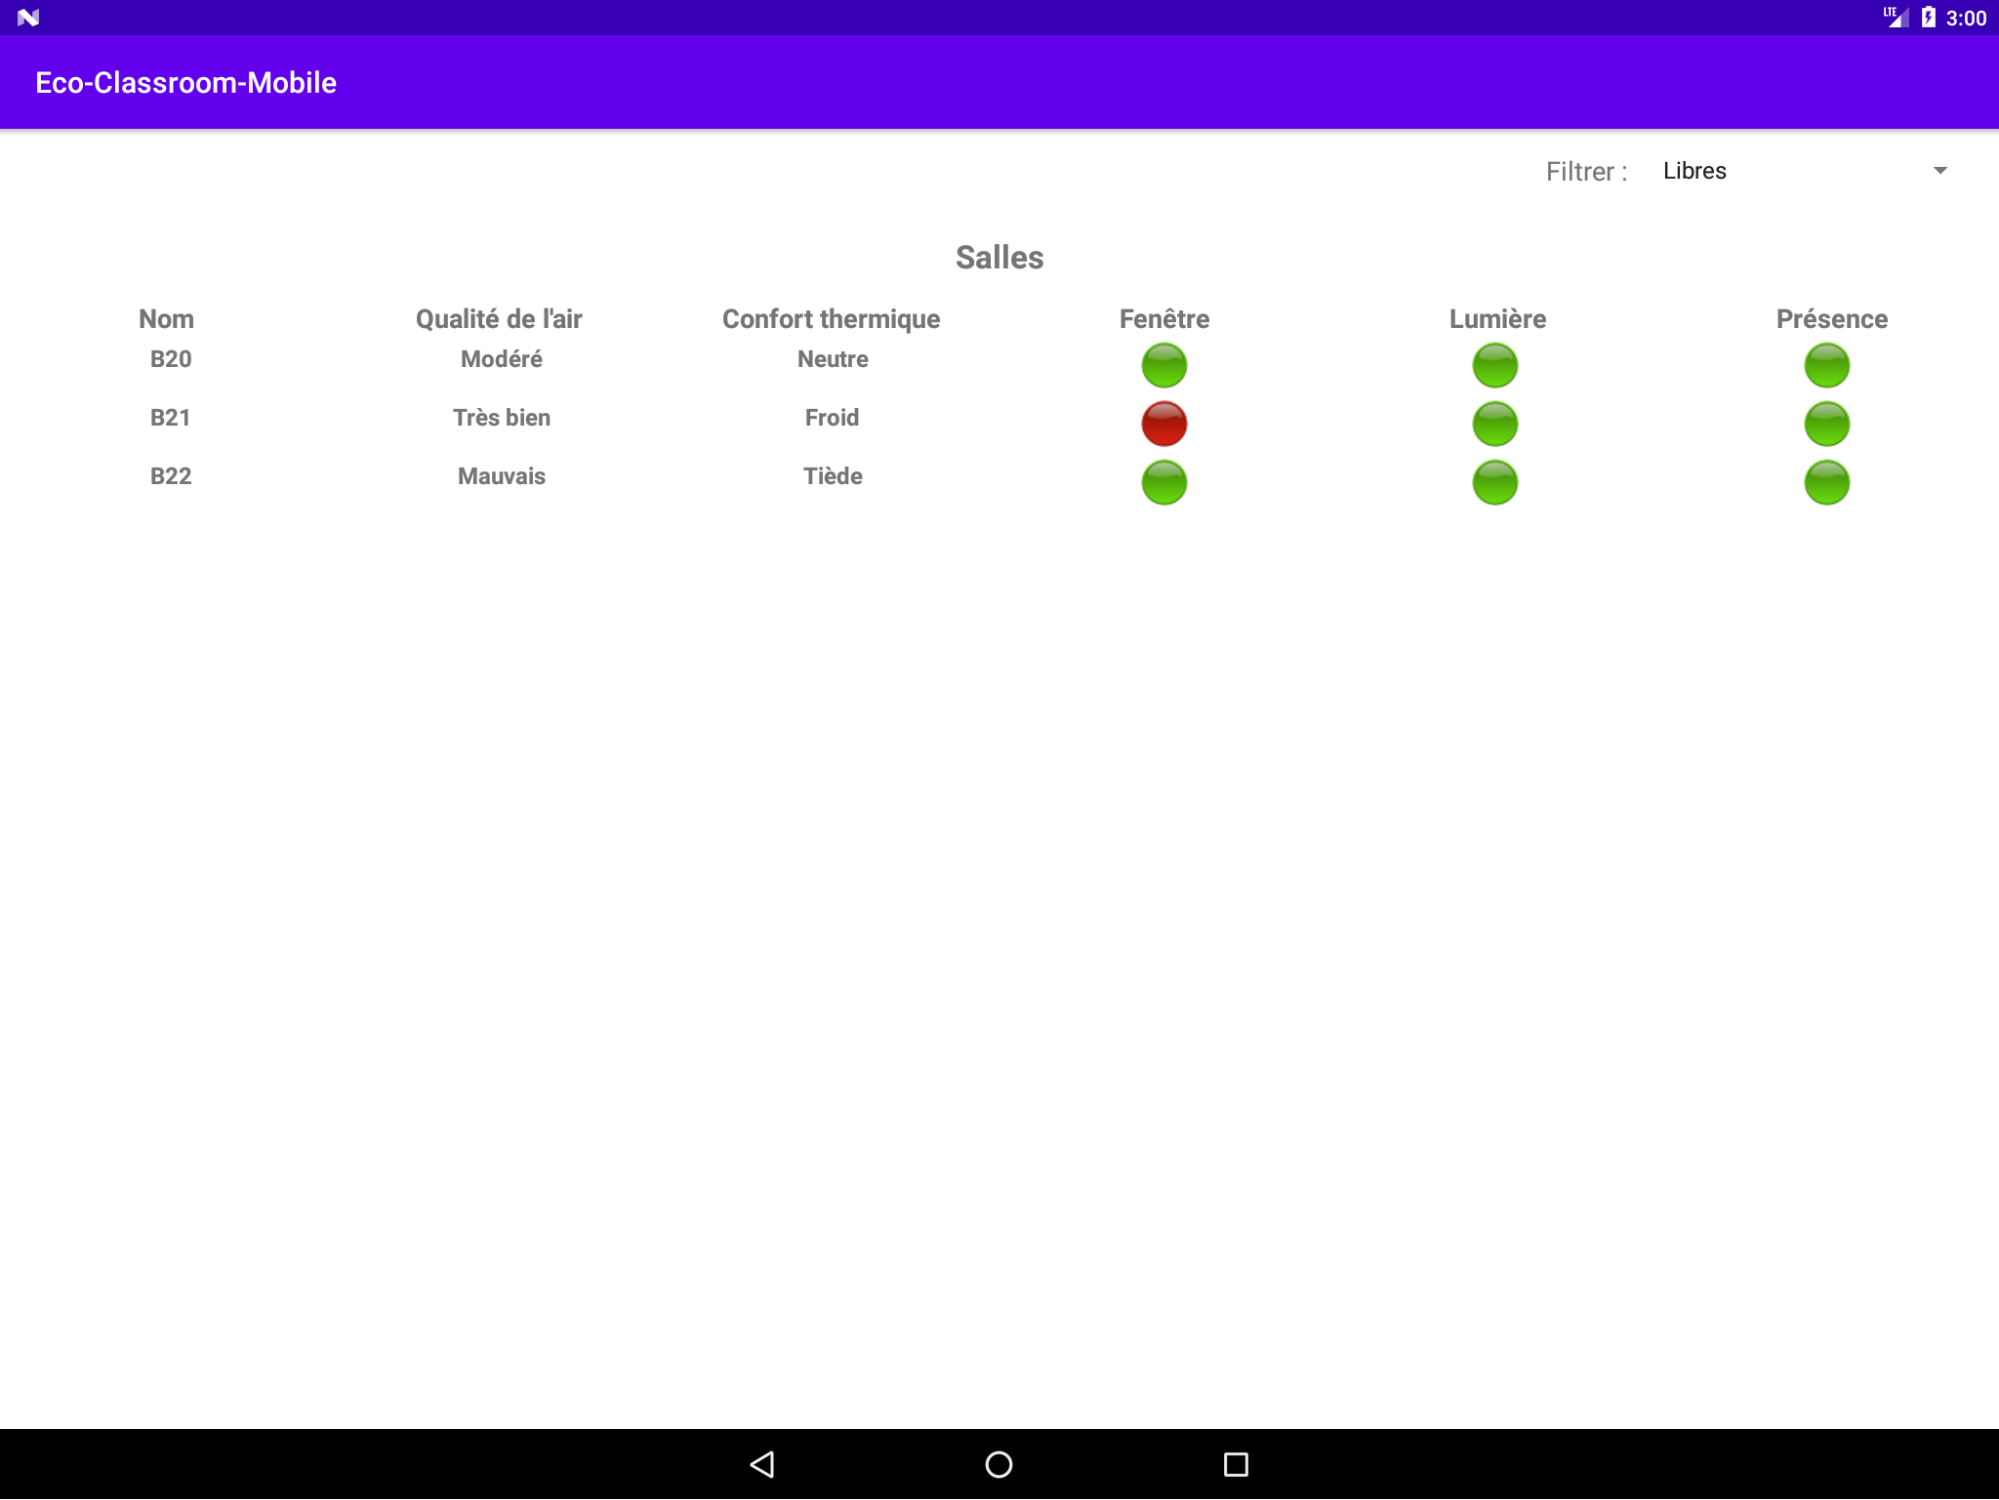 LTE 3:00
Eco-Classroom-Mobile
Filtrer : Libres
Salles
Nom Qualité de l'air Confort thermique Fenêtre Lumière Présence
B20 Modéré Neutre
B21 Très bien Froid
B22 Mauvais Tiède